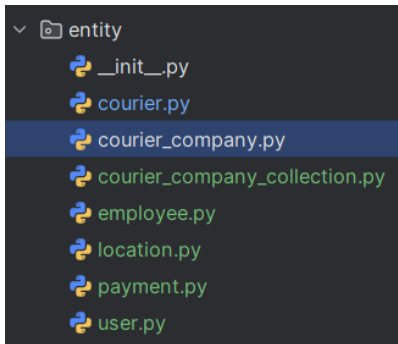 entity
__init__.py
courier.py
courier_company.py
courier_company_collection.py
employee.py
location.py
payment.py
user.py